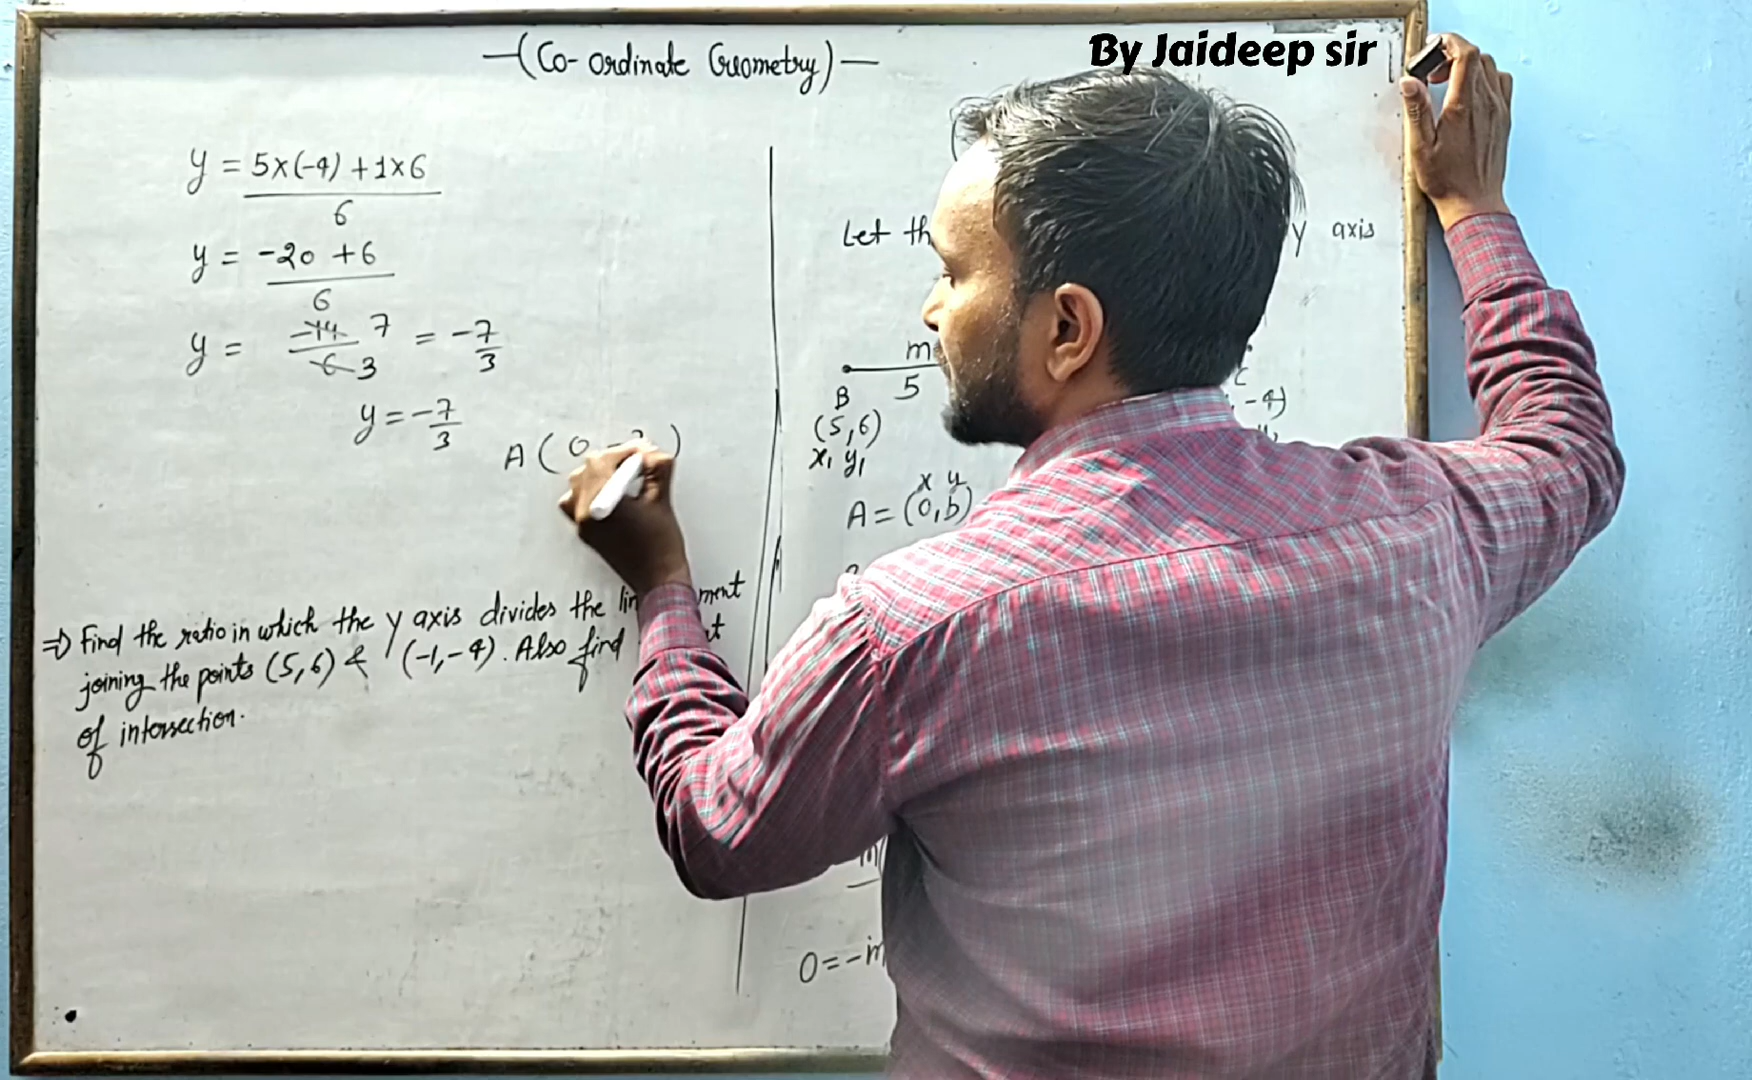 —(Co-ordinate Geometry)—
By Jaideep sir
y = 5x(-4) + 1x6
6
y = -20 + 6
6
y = -14 7 = -7
6 3 3
y = -7
3
A ( 0 - )
⇒ Find the ratio in which the y axis divides the
joining the points (5,6) & (-1,-4). Also find
of intersection.
Let y axis
m
5
B C
(5,6) -4)
x₁ y₁
x y
A = (0,b)
0 = -m